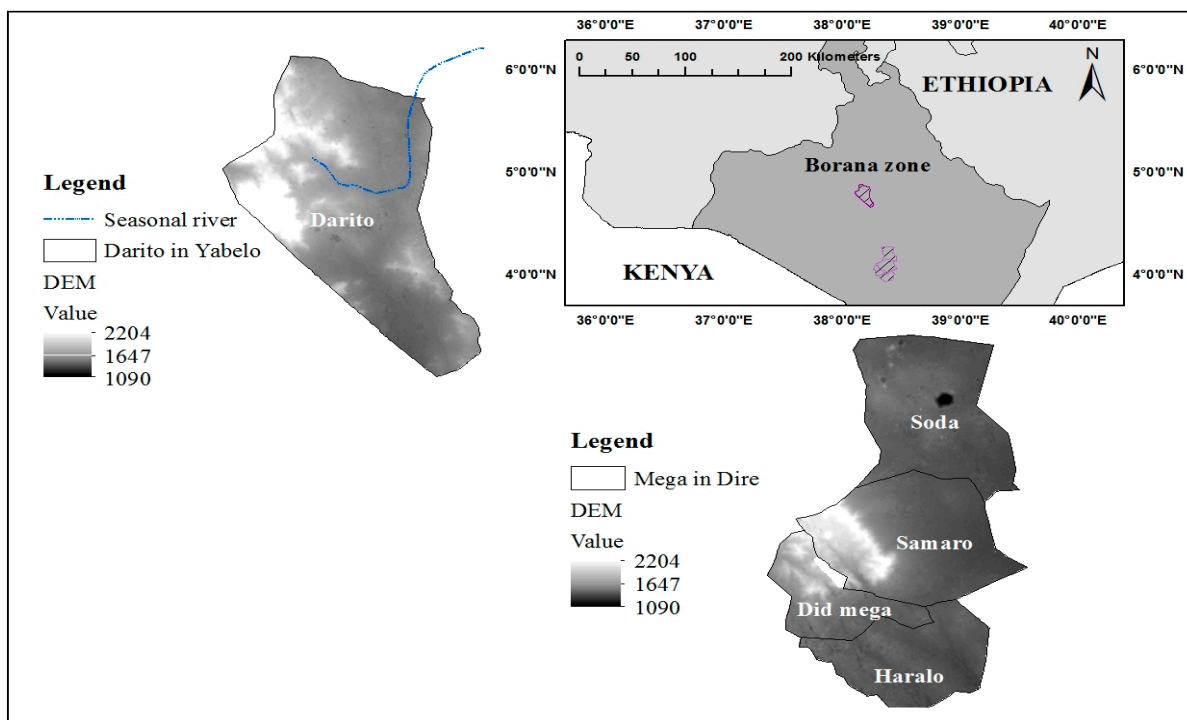 Legend
Seasonal river
Darito in Yabelo
DEM
Value
2204
1647
1090
Darito
36°0'0"E 37°0'0"E 38°0'0"E 39°0'0"E 40°0'0"E
0 50 100 200 Kilometers
N
ETHIOPIA
Borana zone
KENYA
6°0'0"N 6°0'0"N
5°0'0"N 5°0'0"N
4°0'0"N 4°0'0"N
36°0'0"E 37°0'0"E 38°0'0"E 39°0'0"E 40°0'0"E
Legend
Mega in Dire
DEM
Value
2204
1647
1090
Soda
Samaro
Did mega
Haralo